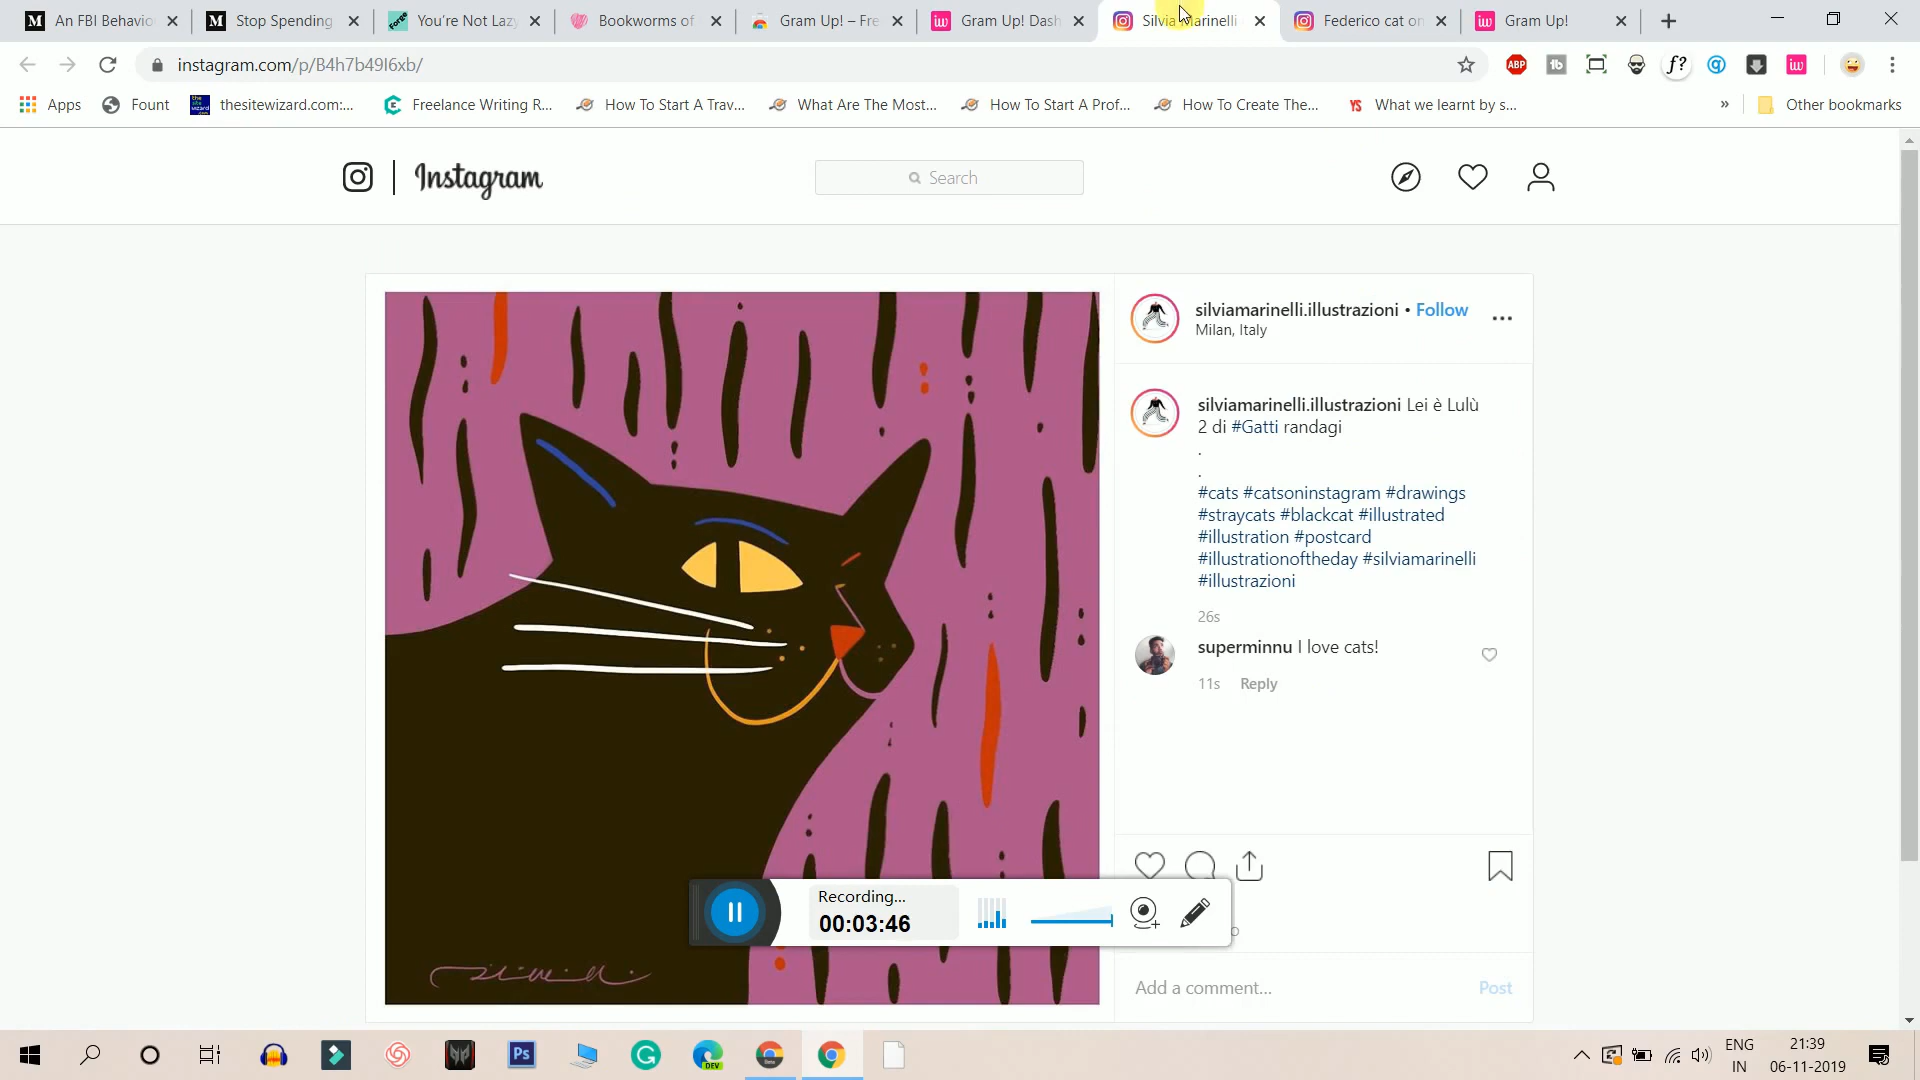 An FBI Behavio
Stop Spending
You're Not Lazy
Bookworms of
Gram Up! – Fre
Gram Up! Dash
Silvia Marinelli
Federico cat on
Gram Up!
instagram.com/p/B4h7b49I6xb/
Apps
Fount
thesitewizard.com:...
Freelance Writing R...
How To Start A Trav...
What Are The Most...
How To Start A Prof...
How To Create The...
What we learnt by s...
Other bookmarks
Instagram
Search
silviamarinelli.illustrazioni • Follow
Milan, Italy
silviamarinelli.illustrazioni Lei è Lulù
2 di #Gatti randagi
.
.
#cats #catsoninstagram #drawings
#straycats #blackcat #illustrated
#illustration #postcard
#illustrationoftheday #silviamarinelli
#illustrazioni
26s
superminnu I love cats!
11s Reply
Recording...
00:03:46
Add a comment...
Post
ENG
IN
21:39
06-11-2019